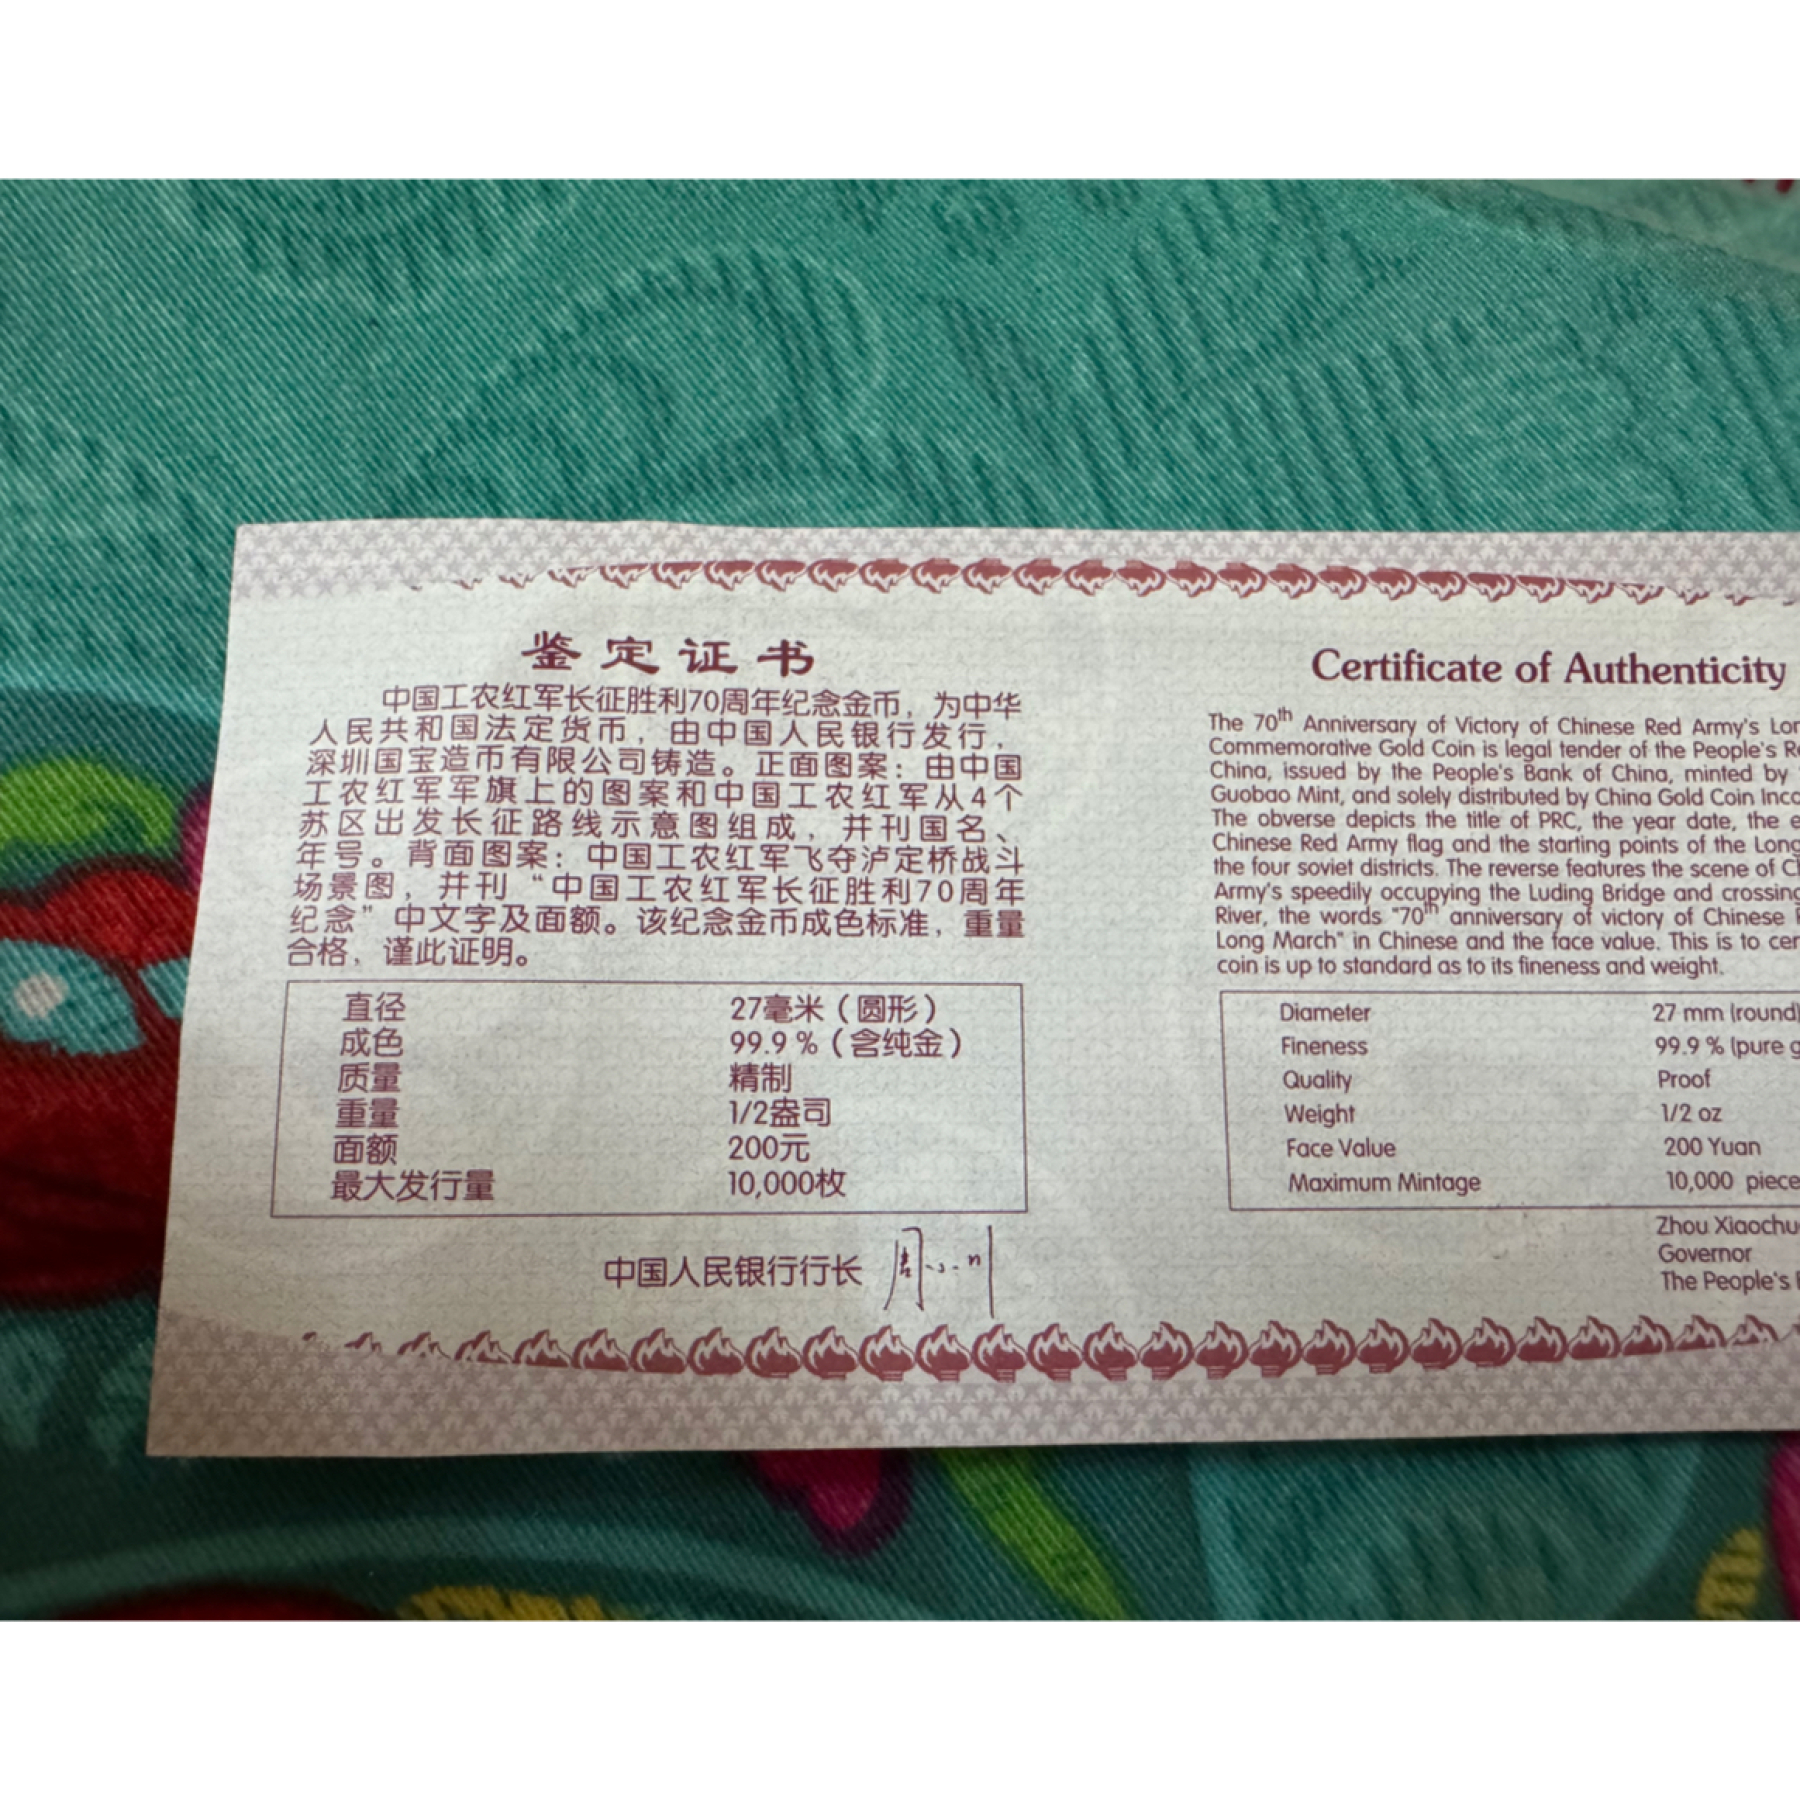 鉴定证书
中国工农红军长征胜利70周年纪念金币，为中华
人民共和国法定货币，由中国人民银行发行，
深圳国宝造币有限公司铸造。正面图案：由中国
工农红军军旗上的图案和中国工农红军从4个
苏区出发长征路线示意图组成，并刊国名、
年号。背面图案：中国工农红军飞夺泸定桥战斗
场景图，并刊“中国工农红军长征胜利70周年
纪念”中文字及面额。该纪念金币成色标准，重量
合格，谨此证明。
直径 27毫米（圆形）
成色 99.9％（含纯金）
质量 精制
重量 1/2盎司
面额 200元
最大发行量 10,000枚
中国人民银行行长 周小川
Certificate of Authenticity
The 70th Anniversary of Victory of Chinese Red Army's
Commemorative Gold Coin is legal tender of the People's
China, issued by the People's Bank of China, minted by
Guobao Mint, and solely distributed by China Gold Coin
The obverse depicts the title of PRC, the year date, the
Chinese Red Army flag and the starting points of the Long
the four soviet districts. The reverse features the scene of
Army's speedily occupying the Luding Bridge and crossing
River, the words "70th anniversary of victory of Chinese
Long March" in Chinese and the face value. This is to
coin is up to standard as to its fineness and weight.
Diameter 27 mm (round)
Fineness 99.9 % (pure
Quality Proof
Weight 1/2 oz
Face Value 200 Yuan
Maximum Mintage 10,000 piece
Zhou
Governor
The People's